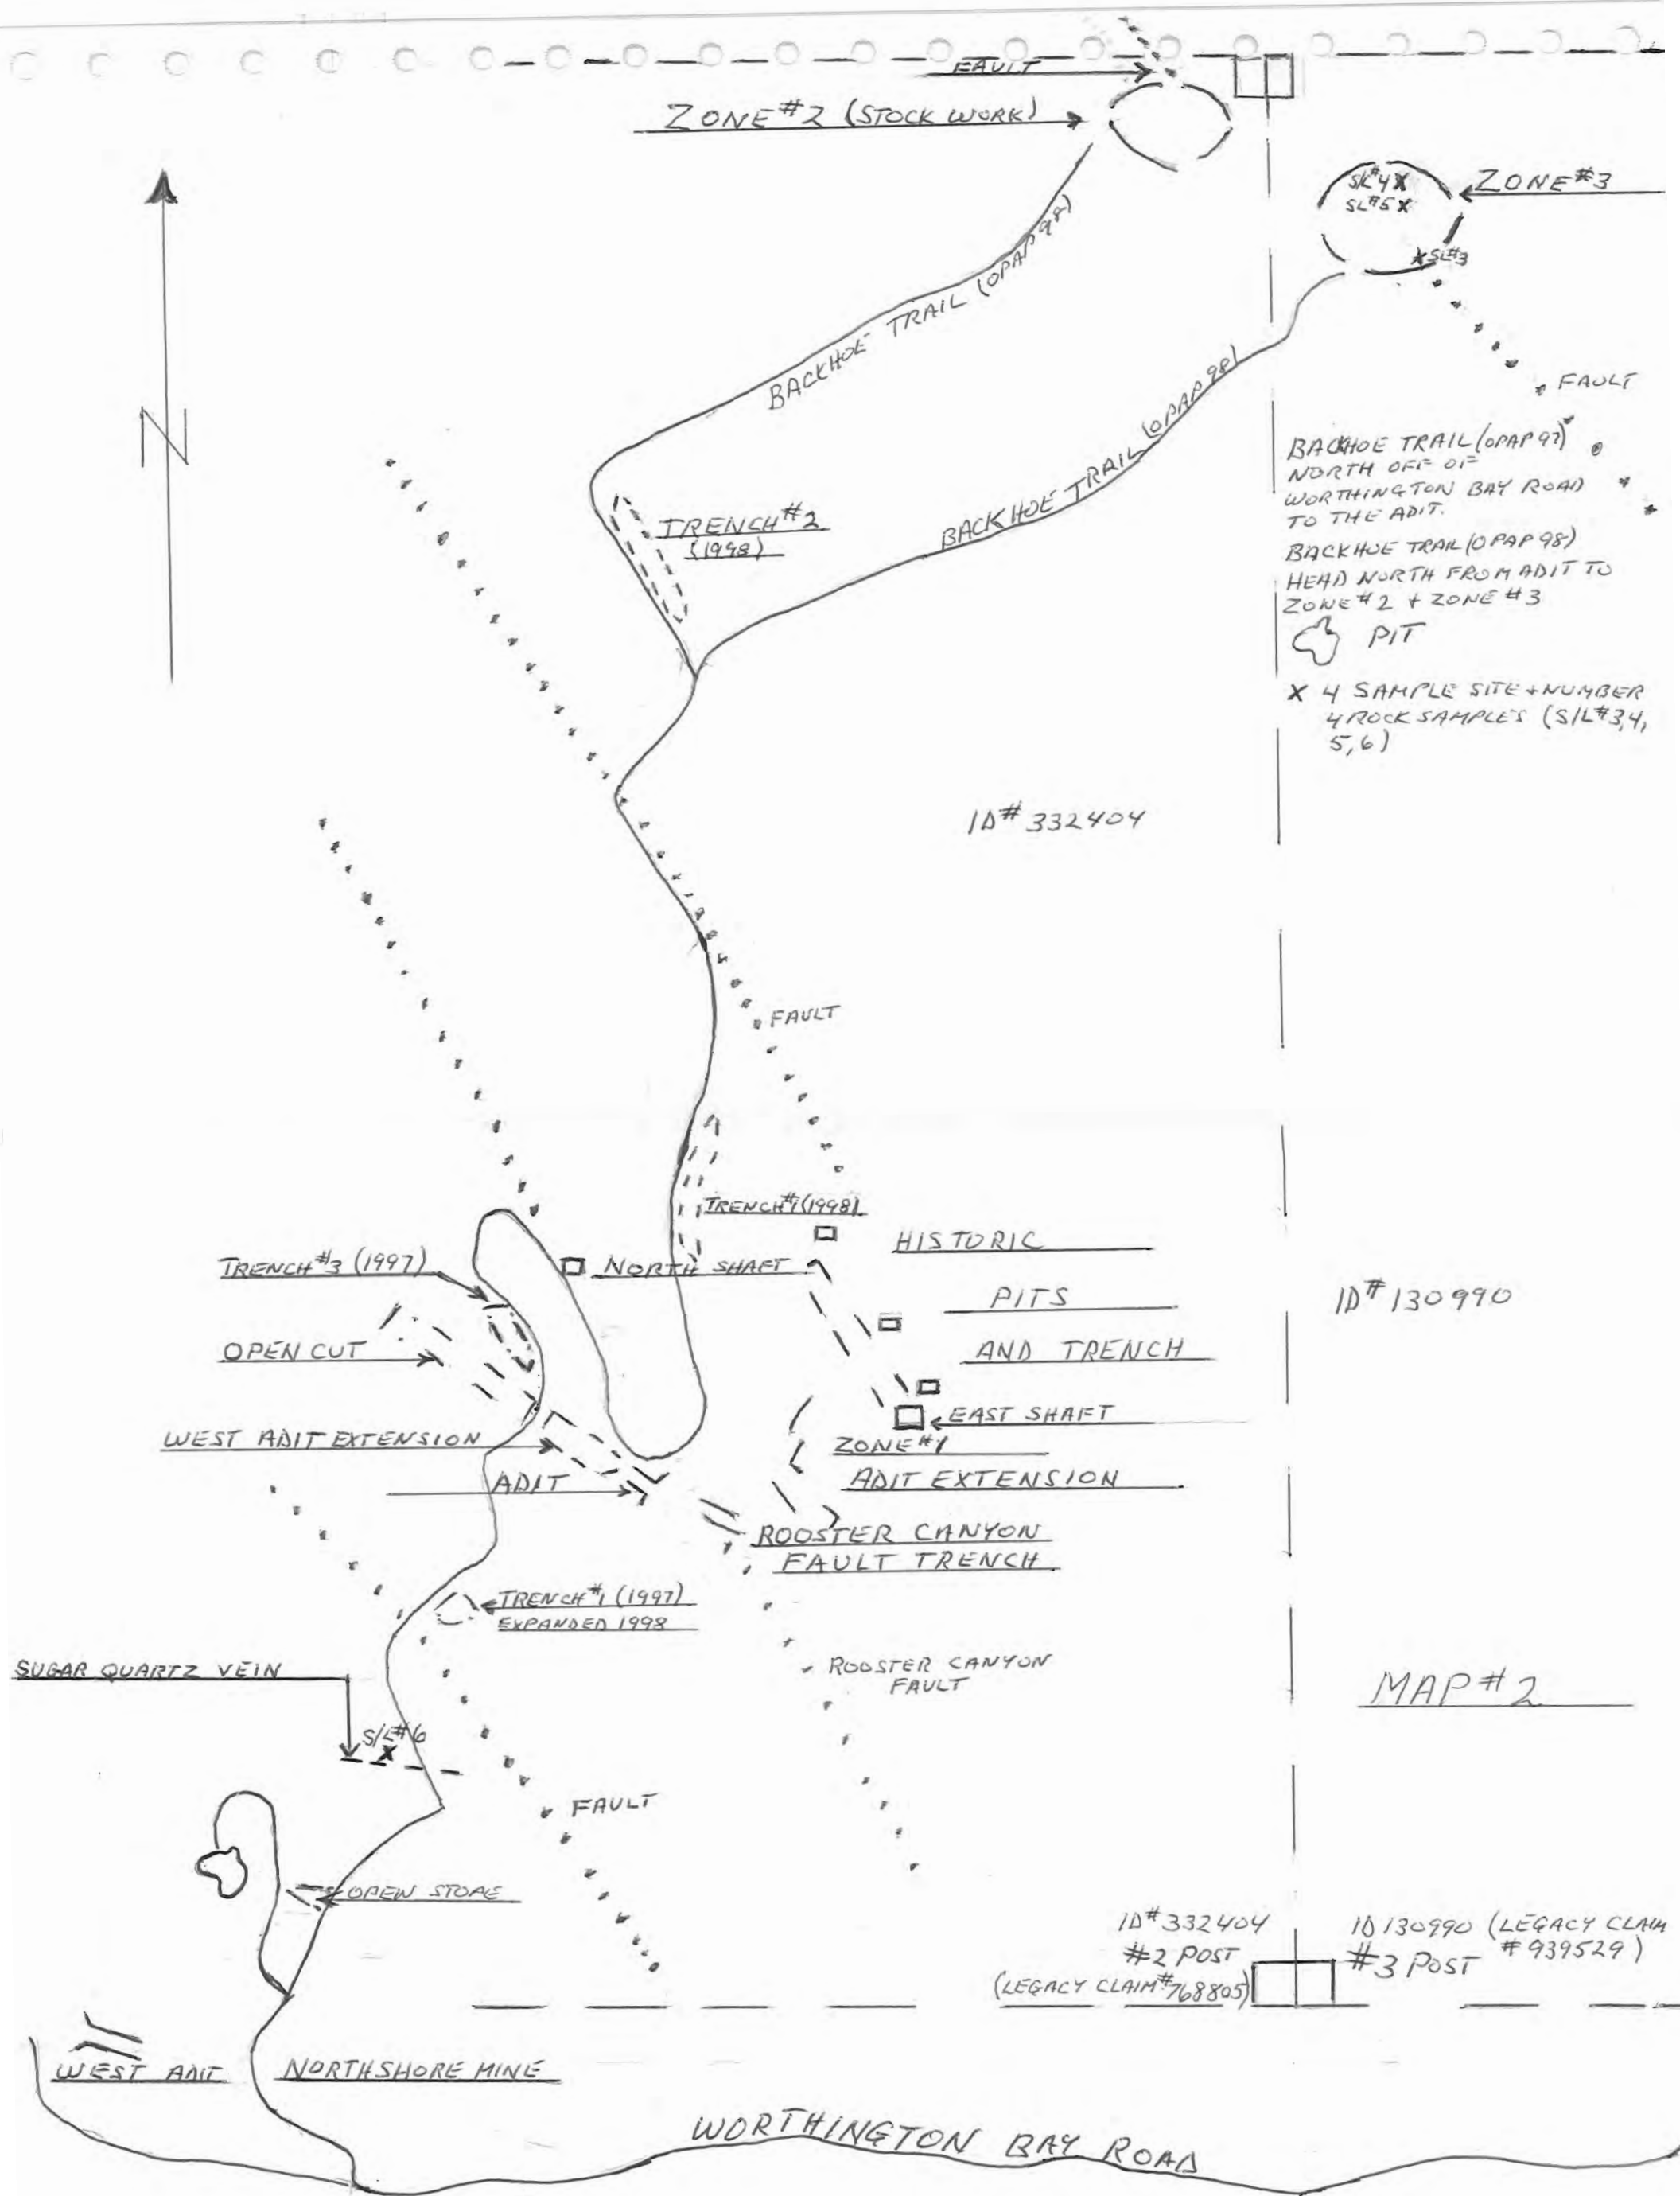 FAULT
ZONE #2 (STOCK WORK)
S/L#4 X
SL#5 X
ZONE #3
X SL#3
N
BACKHOE TRAIL (OPAP 98)
BACKHOE TRAIL (OPAP 98)
FAULT
BACKHOE TRAIL (OPAP 97)
NORTH OFF OF
WORTHINGTON BAY ROAD
TO THE ADIT.
BACKHOE TRAIL (OPAP 98)
HEAD NORTH FROM ADIT TO
ZONE #2 + ZONE #3
PIT
X 4 SAMPLE SITE + NUMBER
4 ROCK SAMPLES (S/L#3,4,
5,6)
TRENCH #2
(1998)
ID# 332404
FAULT
TRENCH #1 (1998)
HISTORIC
PITS
AND TRENCH
TRENCH #3 (1997)
NORTH SHAFT
ID# 130990
OPEN CUT
EAST SHAFT
WEST ADIT EXTENSION
ZONE #1
ADIT EXTENSION
ADIT
ROOSTER CANYON
FAULT TRENCH
TRENCH #1 (1997)
EXPANDED 1998
ROOSTER CANYON
FAULT
SUGAR QUARTZ VEIN
S/L#6
X
MAP #2
FAULT
OPEN STOPE
ID# 332404
#2 POST
(LEGACY CLAIM #768805)
ID 130990 (LEGACY CLAIM
#3 POST # 939529)
WEST ADIT
NORTHSHORE MINE
WORTHINGTON BAY ROAD